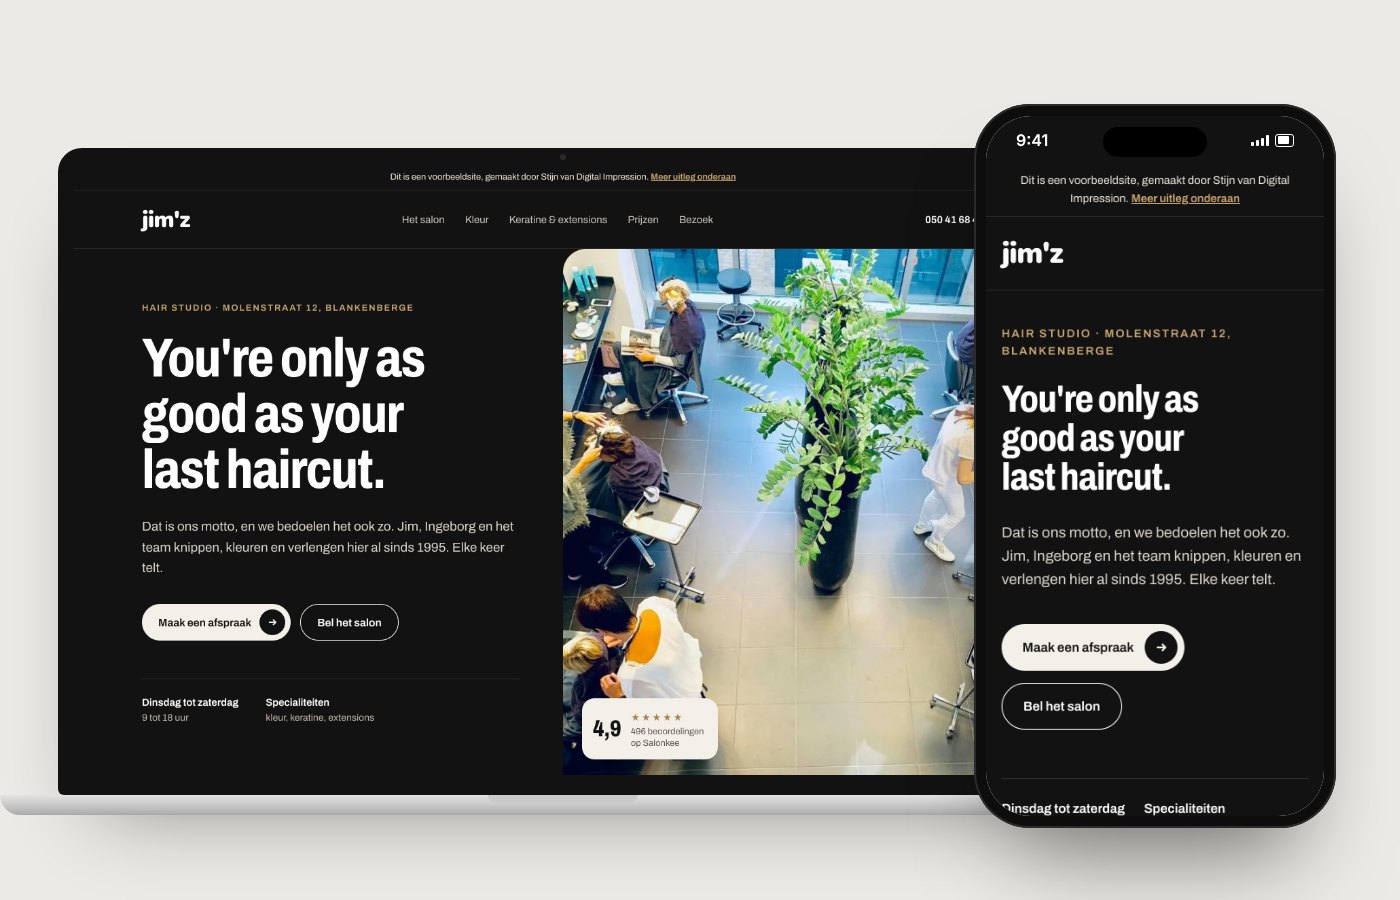 Dit is een voorbeeldsite, gemaakt door Stijn van Digital Impression. Meer uitleg onderaan
jim'z
Het salon Kleur Keratine & extensions Prijzen Bezoek
050 41 68
HAIR STUDIO · MOLENSTRAAT 12, BLANKENBERGE
You're only as
good as your
last haircut.
Dat is ons motto, en we bedoelen het ook zo. Jim, Ingeborg en het
team knippen, kleuren en verlengen hier al sinds 1995. Elke keer
telt.
Maak een afspraak
Bel het salon
Dinsdag tot zaterdag
9 tot 18 uur
Specialiteiten
kleur, keratine, extensions
4,9
★★★★★
496 beoordelingen
op Salonkee
9:41
Dit is een voorbeeldsite, gemaakt door Stijn van Digital
Impression. Meer uitleg onderaan
jim'z
HAIR STUDIO · MOLENSTRAAT 12,
BLANKENBERGE
You're only as
good as your
last haircut.
Dat is ons motto, en we bedoelen het ook zo.
Jim, Ingeborg en het team knippen, kleuren en
verlengen hier al sinds 1995. Elke keer telt.
Maak een afspraak
Bel het salon
Dinsdag tot zaterdag Specialiteiten